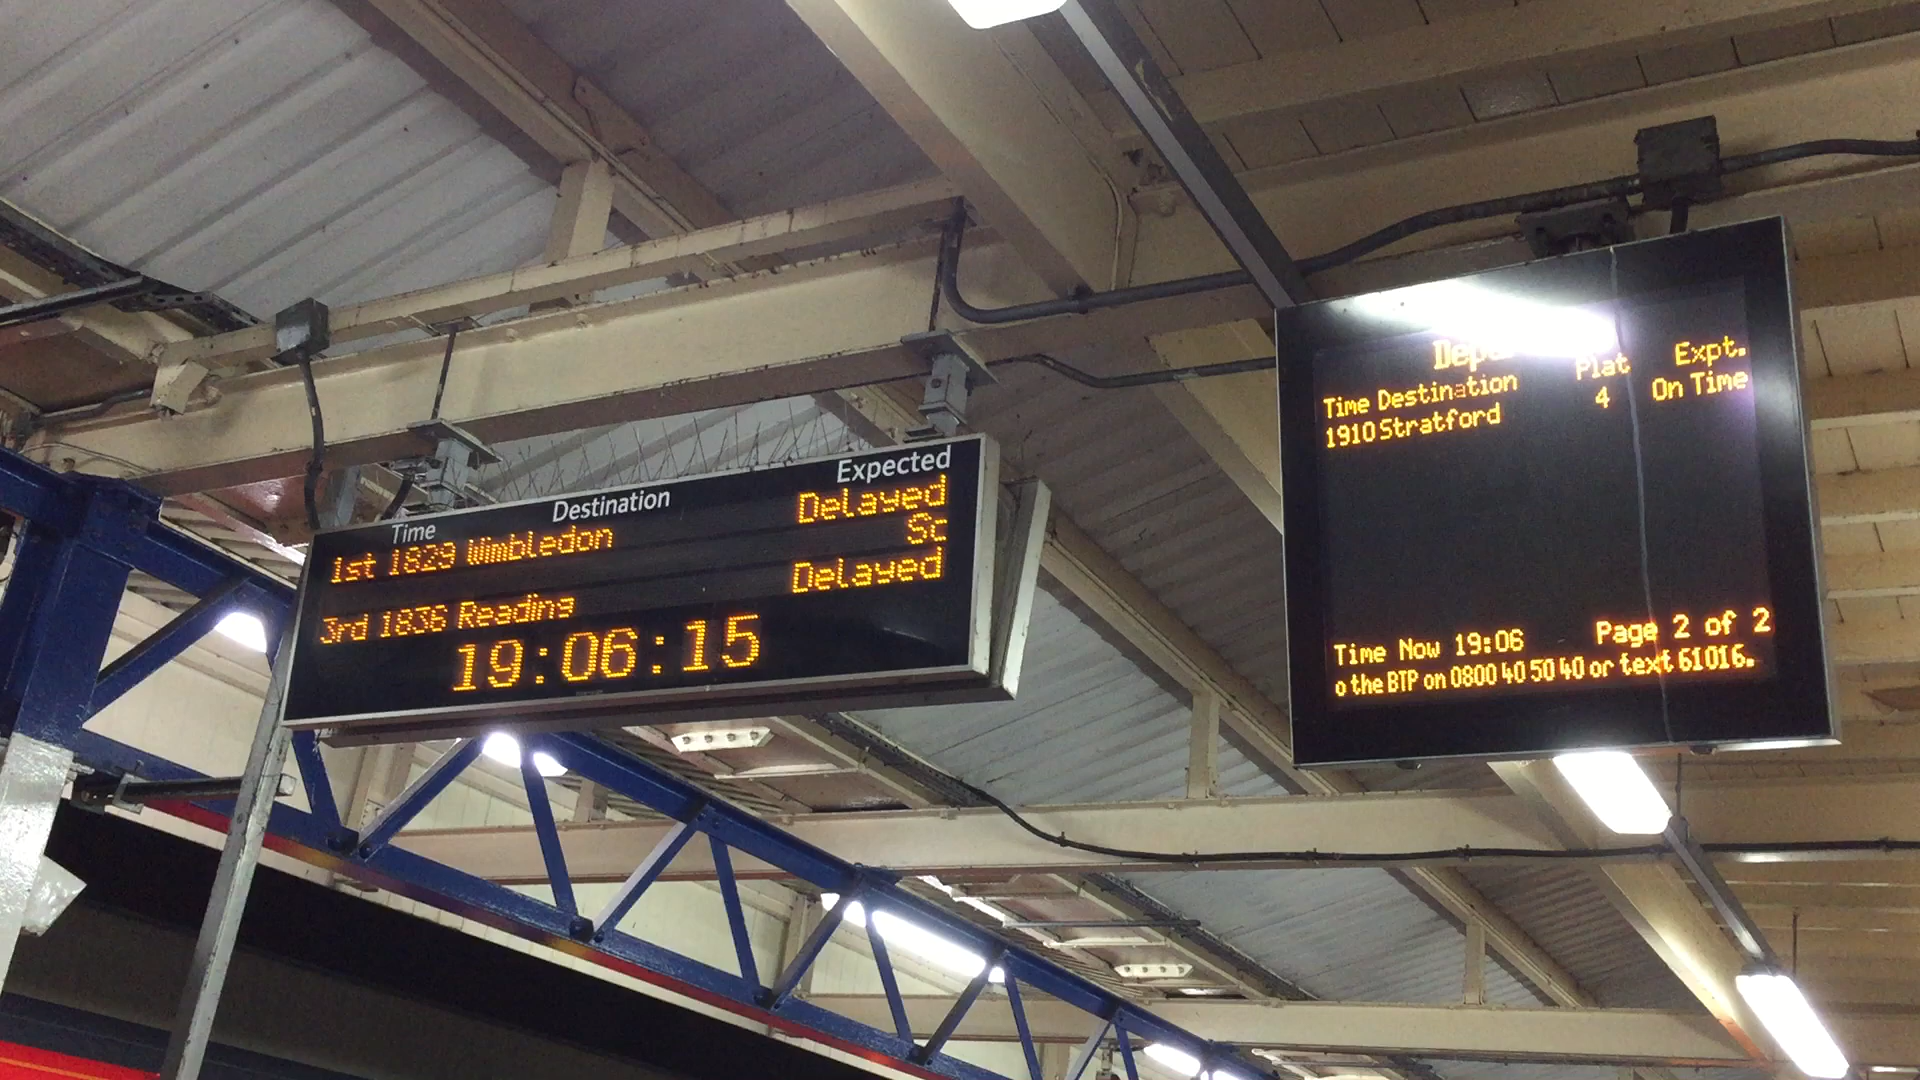 Time Destination Expected
1st 1829 Wimbledon Delayed
Sc
3rd 1836 Reading Delayed
19:06:15
Time Destination Plat Expt.
1910 Stratford 4 On Time
Time Now 19:06 Page 2 of 2
o the BTP on 0800 40 50 40 or text 61016.